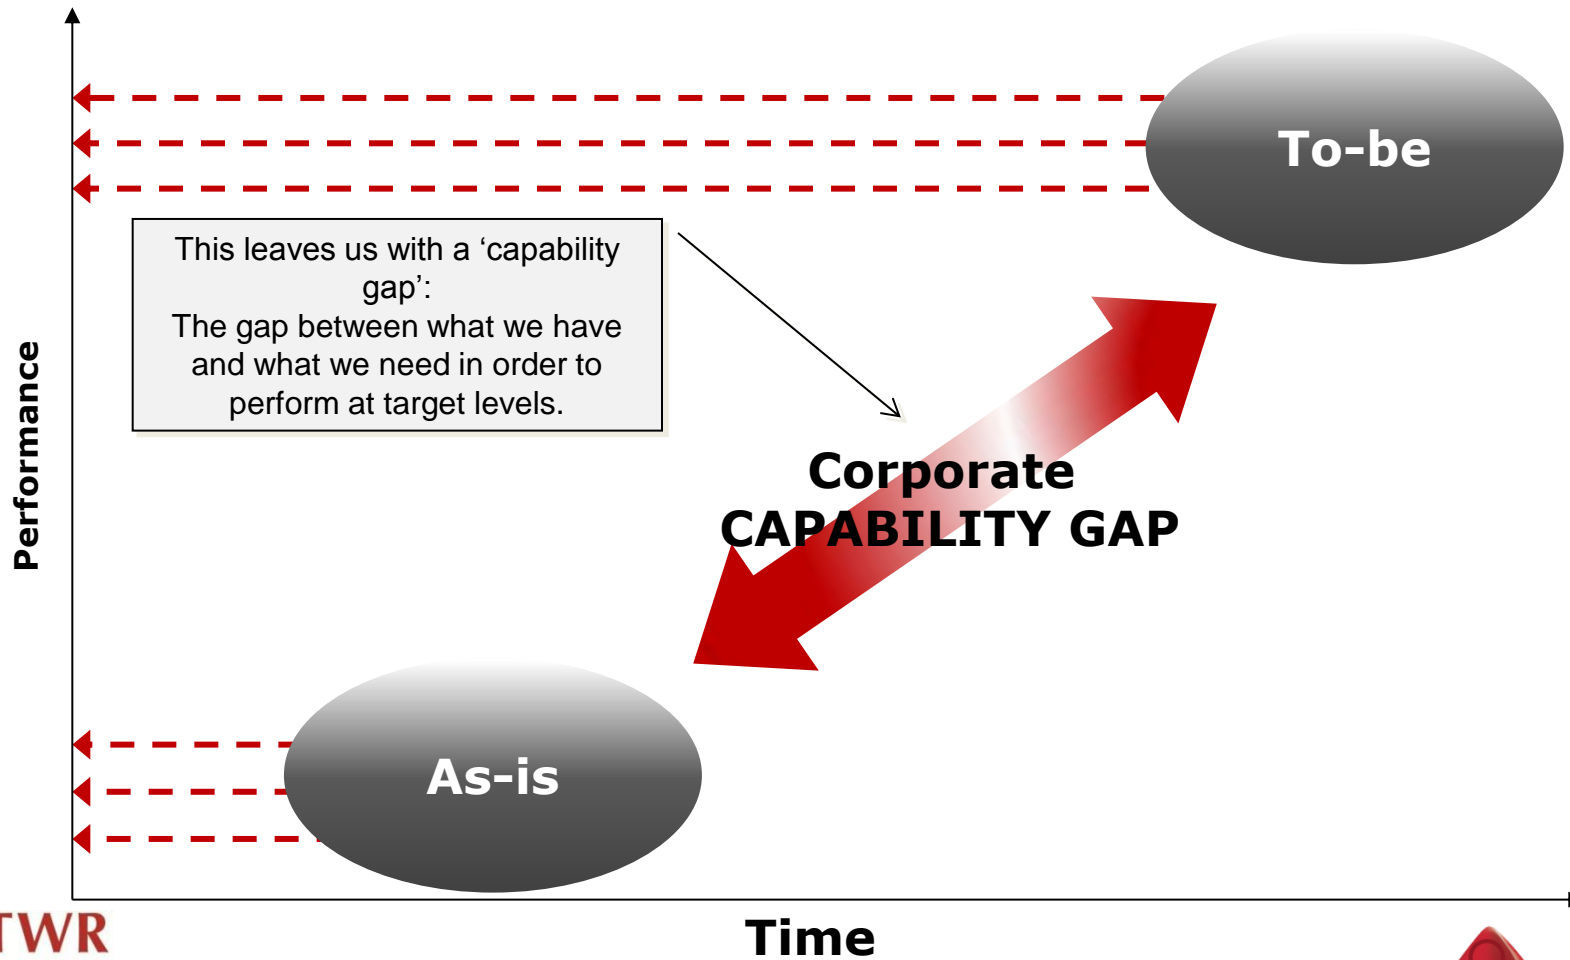 To-be
This leaves us with a ‘capability
gap’:
The gap between what we have
and what we need in order to
perform at target levels.
Performance
Corporate
CAPABILITY GAP
As-is
TWR
Time